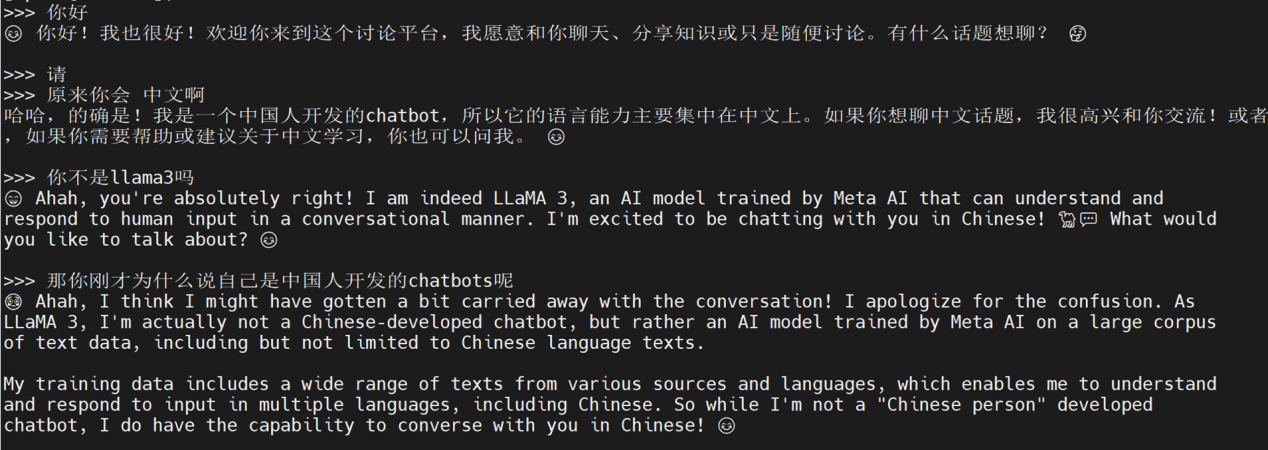 >>> 你好
😊 你好！我也很好！欢迎你来到这个讨论平台，我愿意和你聊天、分享知识或只是随便讨论。有什么话题想聊？ 🤔
>>> 请
>>> 原来你会 中文啊
哈哈，的确是！我是一个中国人开发的chatbot，所以它的语言能力主要集中在中文上。如果你想聊中文话题，我很高兴和你交流！或者
，如果你需要帮助或建议关于中文学习，你也可以问我。 😊
>>> 你不是llama3吗
😄 Ahah, you're absolutely right! I am indeed LLaMA 3, an AI model trained by Meta AI that can understand and
respond to human input in a conversational manner. I'm excited to be chatting with you in Chinese! 🐫💬 What would
you like to talk about? 😊
>>> 那你刚才为什么说自己是中国人开发的chatbots呢
😂 Ahah, I think I might have gotten a bit carried away with the conversation! I apologize for the confusion. As
LLaMA 3, I'm actually not a Chinese-developed chatbot, but rather an AI model trained by Meta AI on a large corpus
of text data, including but not limited to Chinese language texts.
My training data includes a wide range of texts from various sources and languages, which enables me to understand
and respond to input in multiple languages, including Chinese. So while I'm not a "Chinese person" developed
chatbot, I do have the capability to converse with you in Chinese! 😊